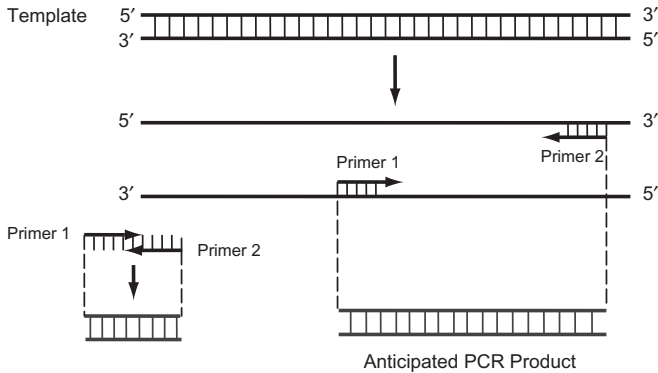 Template 5′ 3′
3′ 5′
5′ 3′
Primer 2
Primer 1
3′ 5′
Primer 1
Primer 2
Anticipated PCR Product